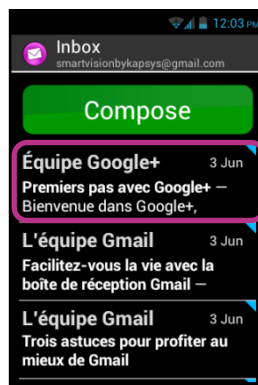 12:03 PM
Inbox
smartvisionbykapsys@gmail.com
Compose
Équipe Google+ 3 Jun
Premiers pas avec Google+ —
Bienvenue dans Google+,
L'équipe Gmail 3 Jun
Facilitez-vous la vie avec la
boîte de réception Gmail —
L'équipe Gmail 3 Jun
Trois astuces pour profiter au
mieux de Gmail